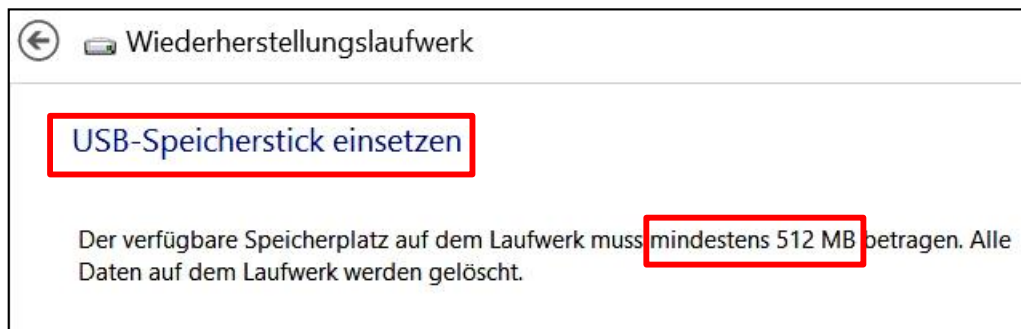 Wiederherstellungslaufwerk
USB-Speicherstick einsetzen
Der verfügbare Speicherplatz auf dem Laufwerk muss mindestens 512 MB betragen. Alle
Daten auf dem Laufwerk werden gelöscht.